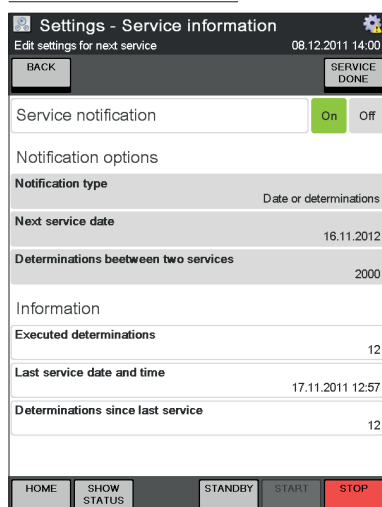 Settings - Service information
Edit settings for next service 08.12.2011 14:00
BACK
SERVICE
DONE
Service notification On Off
Notification options
Notification type
Date or determinations
Next service date
16.11.2012
Determinations beetween two services
2000
Information
Executed determinations
12
Last service date and time
17.11.2011 12:57
Determinations since last service
12
HOME SHOW STANDBY START STOP
STATUS